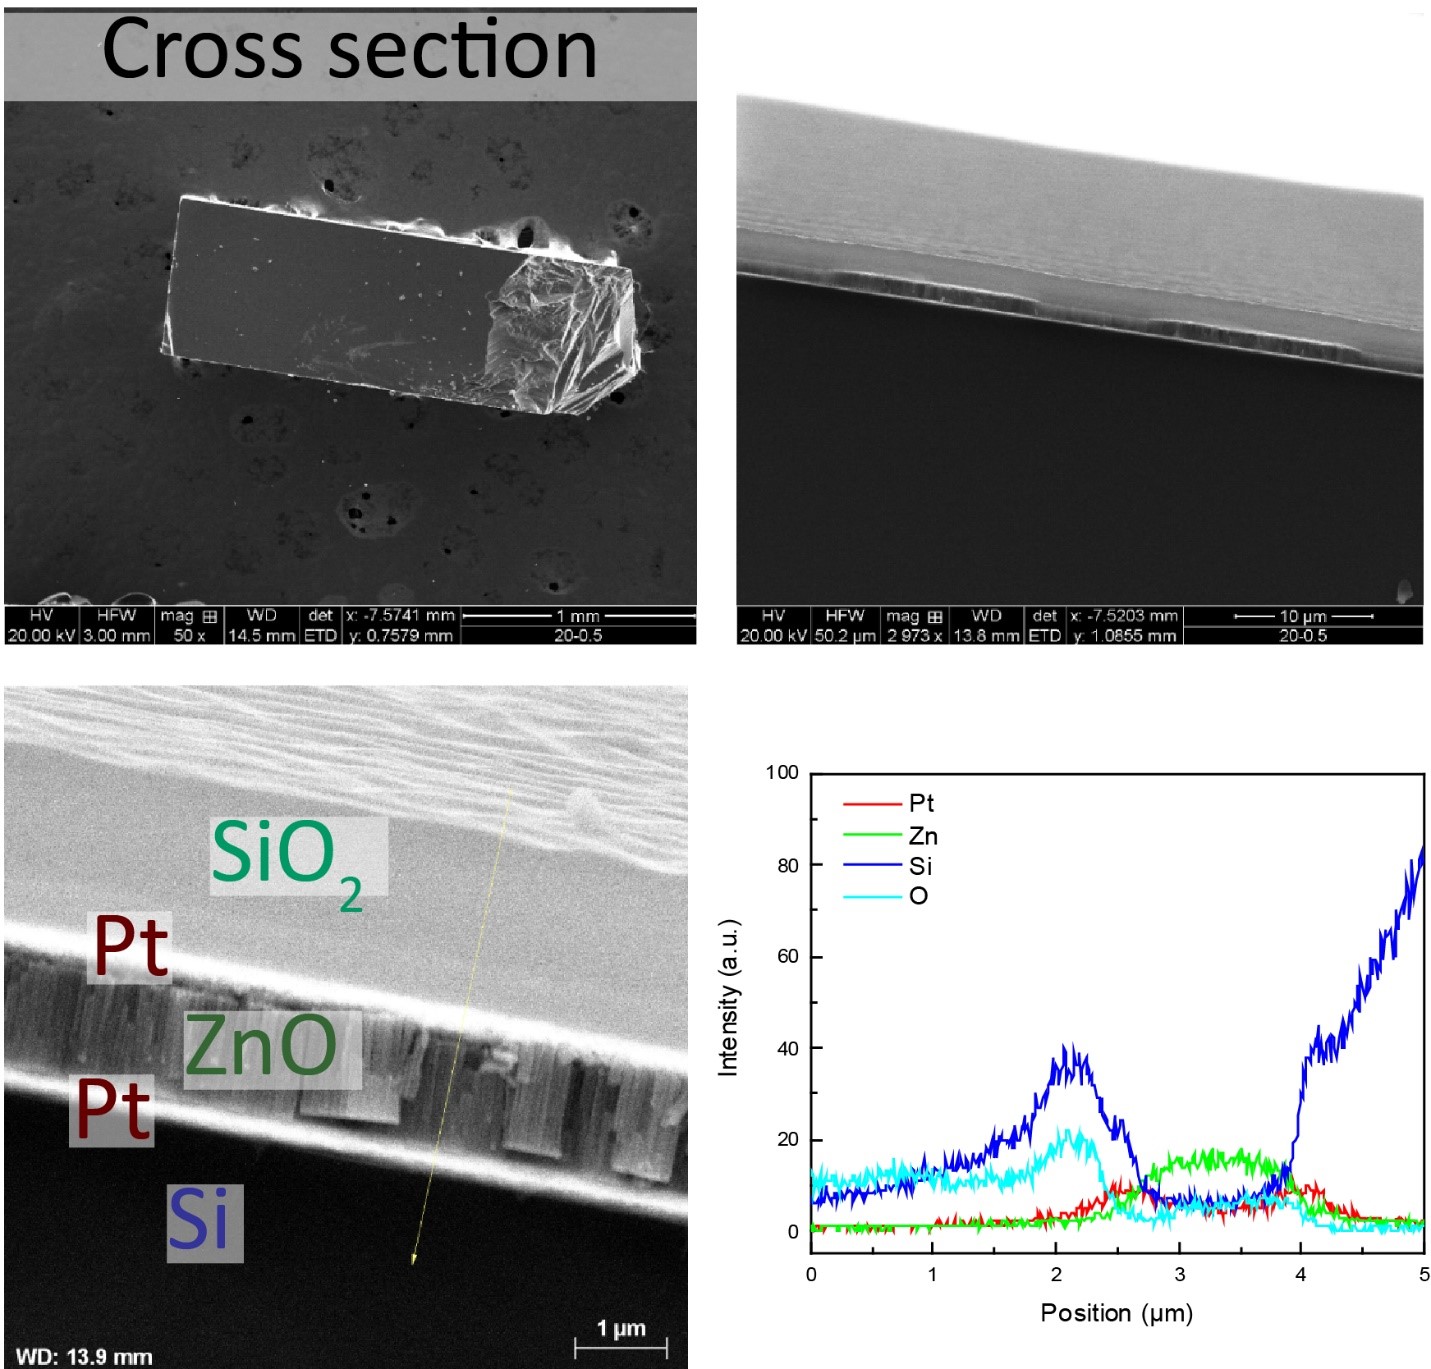 Cross section
HV HFW mag ⊞ WD det x: -7.5741 mm 1 mm
20.00 kV 3.00 mm 50 x 14.5 mm ETD y: 0.7579 mm 20-0.5
HV HFW mag ⊞ WD det x: -7.5203 mm 10 µm
20.00 kV 50.2 µm 2 973 x 13.8 mm ETD y: 1.0855 mm 20-0.5
SiO₂
Pt
ZnO
Pt
Si
1 µm
WD: 13.9 mm
100
80
60
40
20
0
Intensity (a.u.)
Pt
Zn
Si
O
0 1 2 3 4 5
Position (µm)